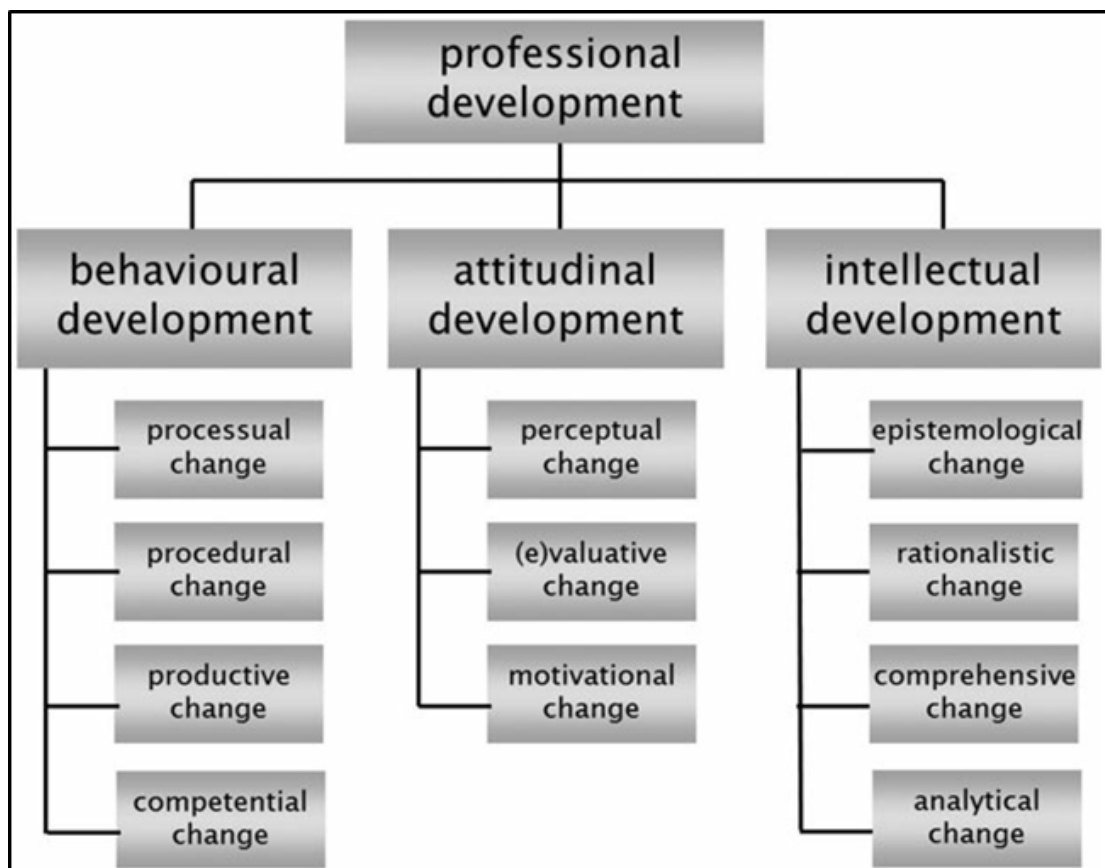 professional
development
behavioural
development
attitudinal
development
intellectual
development
processual
change
procedural
change
productive
change
competential
change
perceptual
change
(e)valuative
change
motivational
change
epistemological
change
rationalistic
change
comprehensive
change
analytical
change